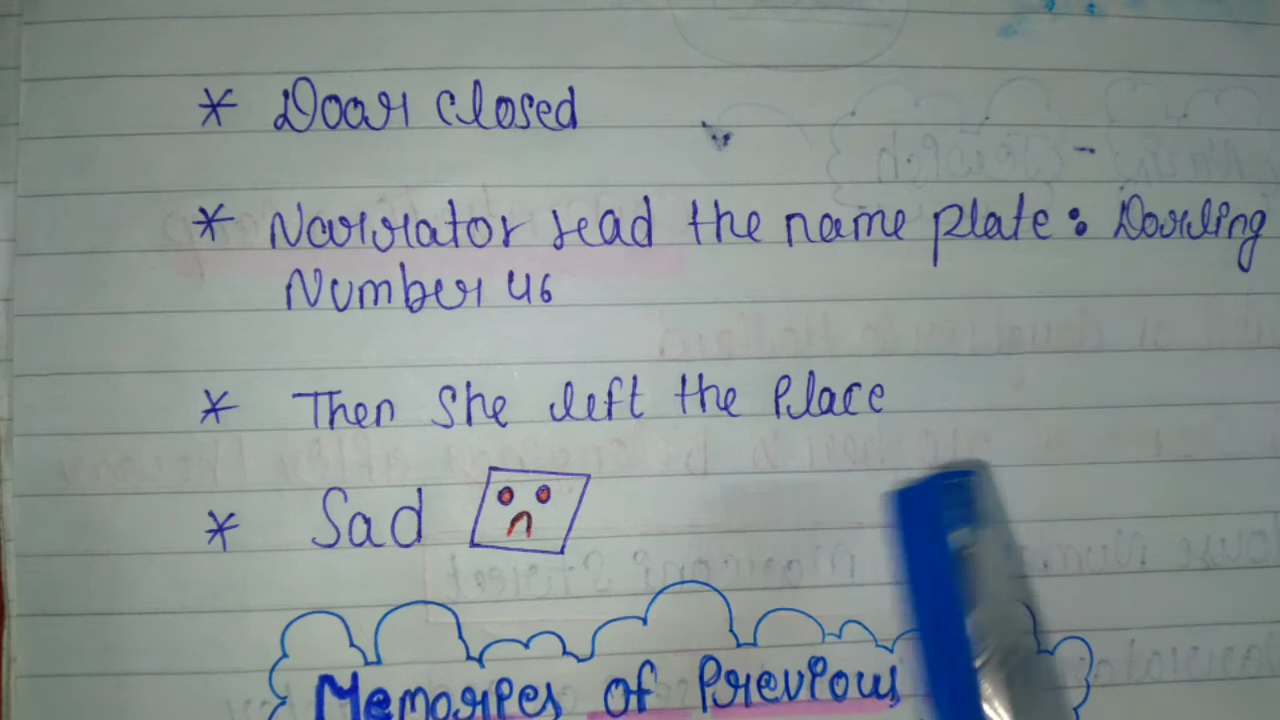 * Door closed
* Narrator read the name plate: Dorling
Number 46
* Then She left the Place
* Sad
Memories of Previous